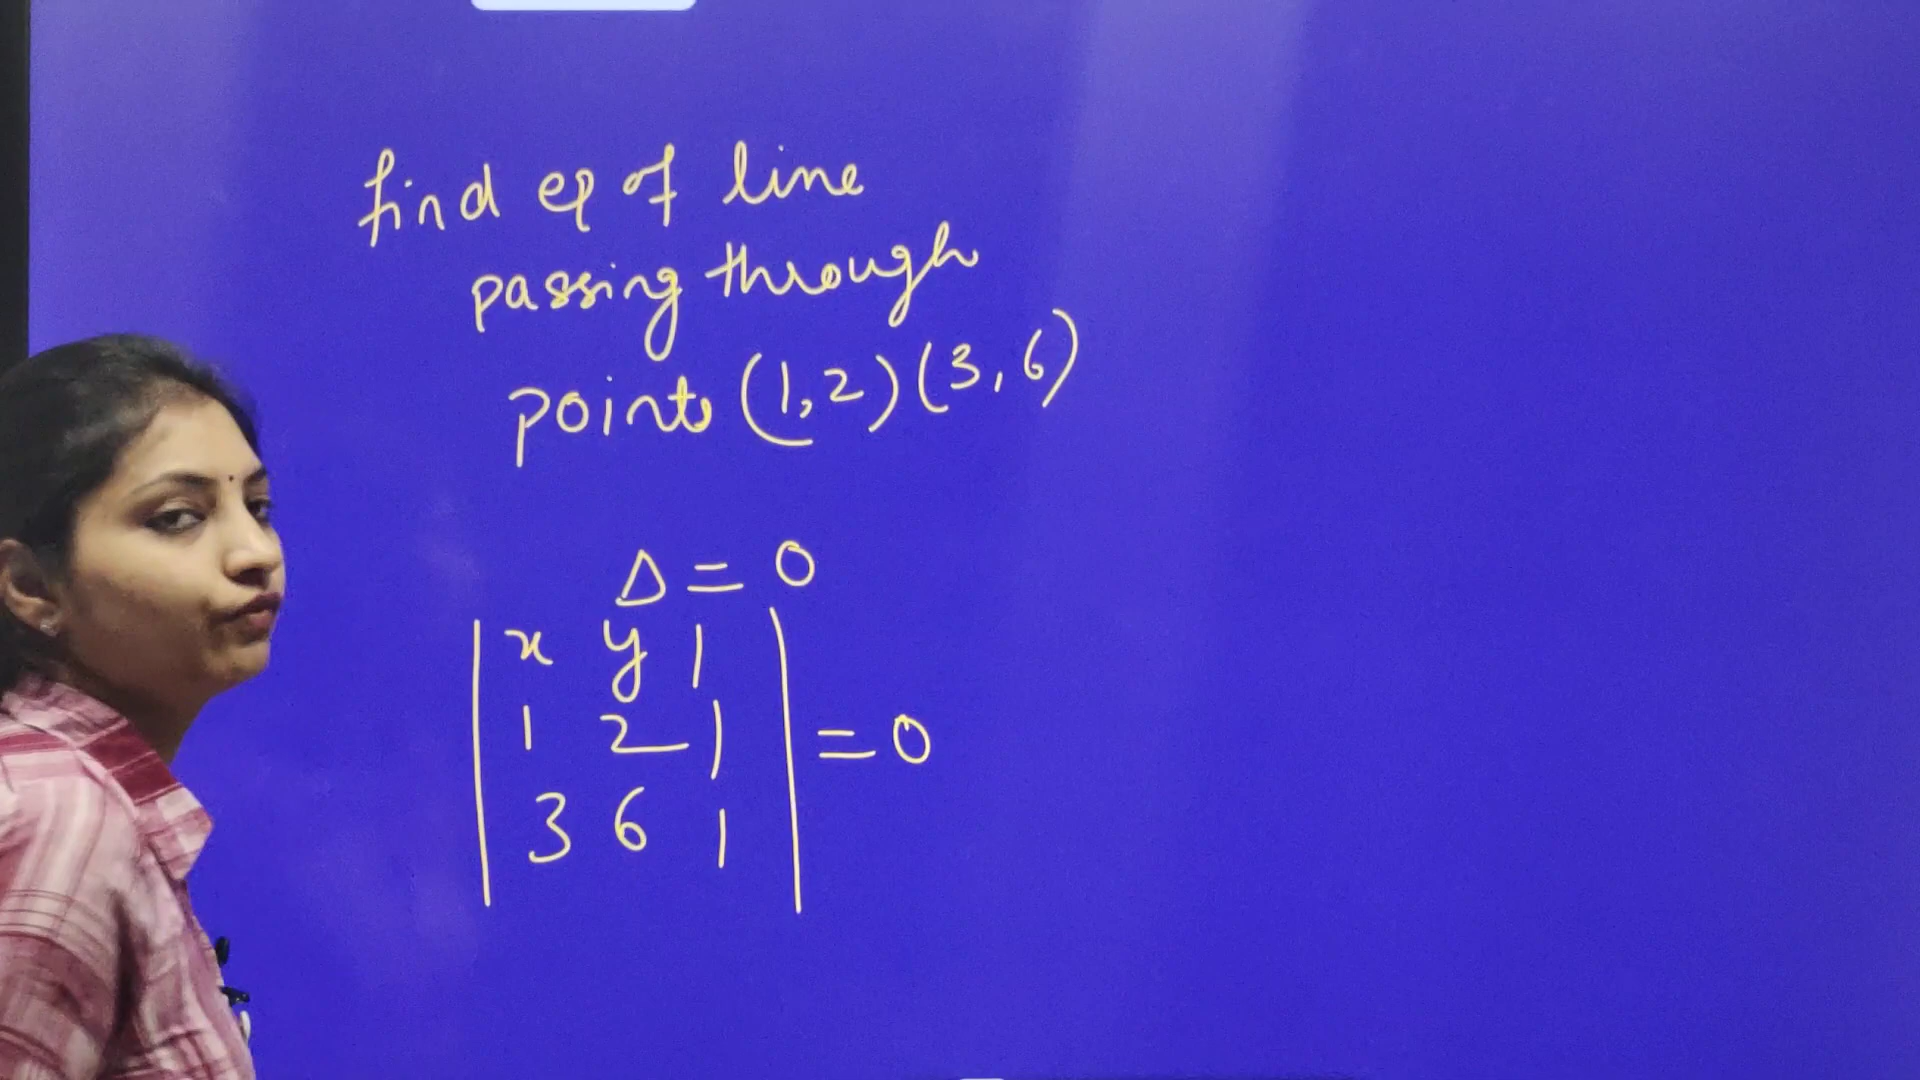 find eq of line
passing through
points (1,2) (3,6)
Δ = 0
| x y 1 |
| 1 2 1 | = 0
| 3 6 1 |